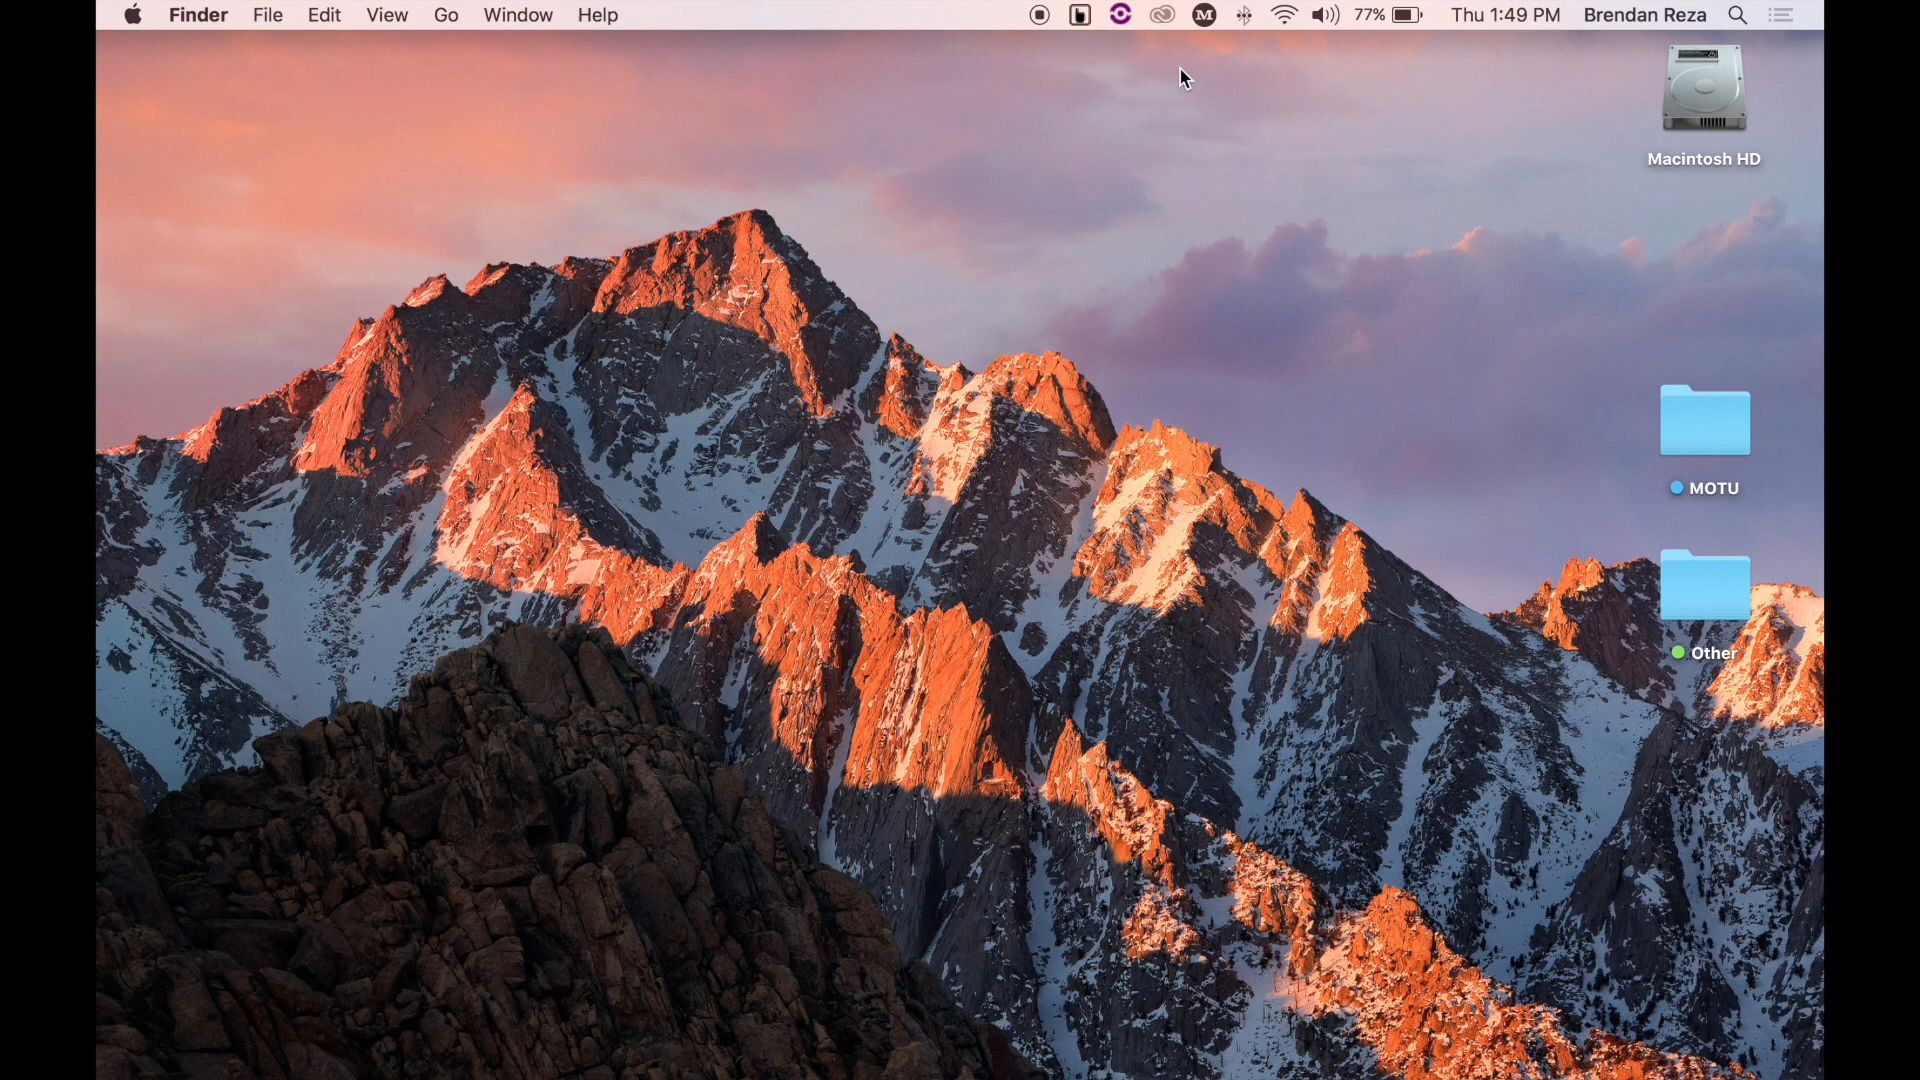 Finder File Edit View Go Window Help M 77% Thu 1:49 PM Brendan Reza
Macintosh HD
MOTU
Other